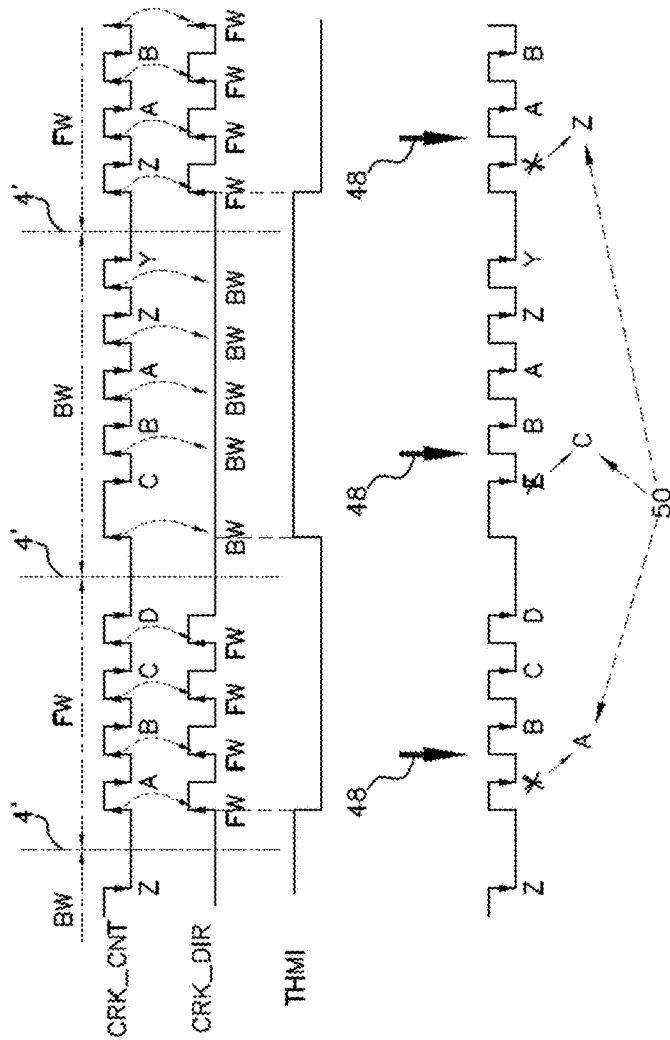 4' 4' 4'
BW FW BW FW
CRK_CNT
Z A B C D C B A Z Y Z A B
CRK_DIR
FW FW FW FW BW BW BW BW BW FW FW FW FW
THMI
48 48 48
Z B C D B A Z Y A B
A C Z
50